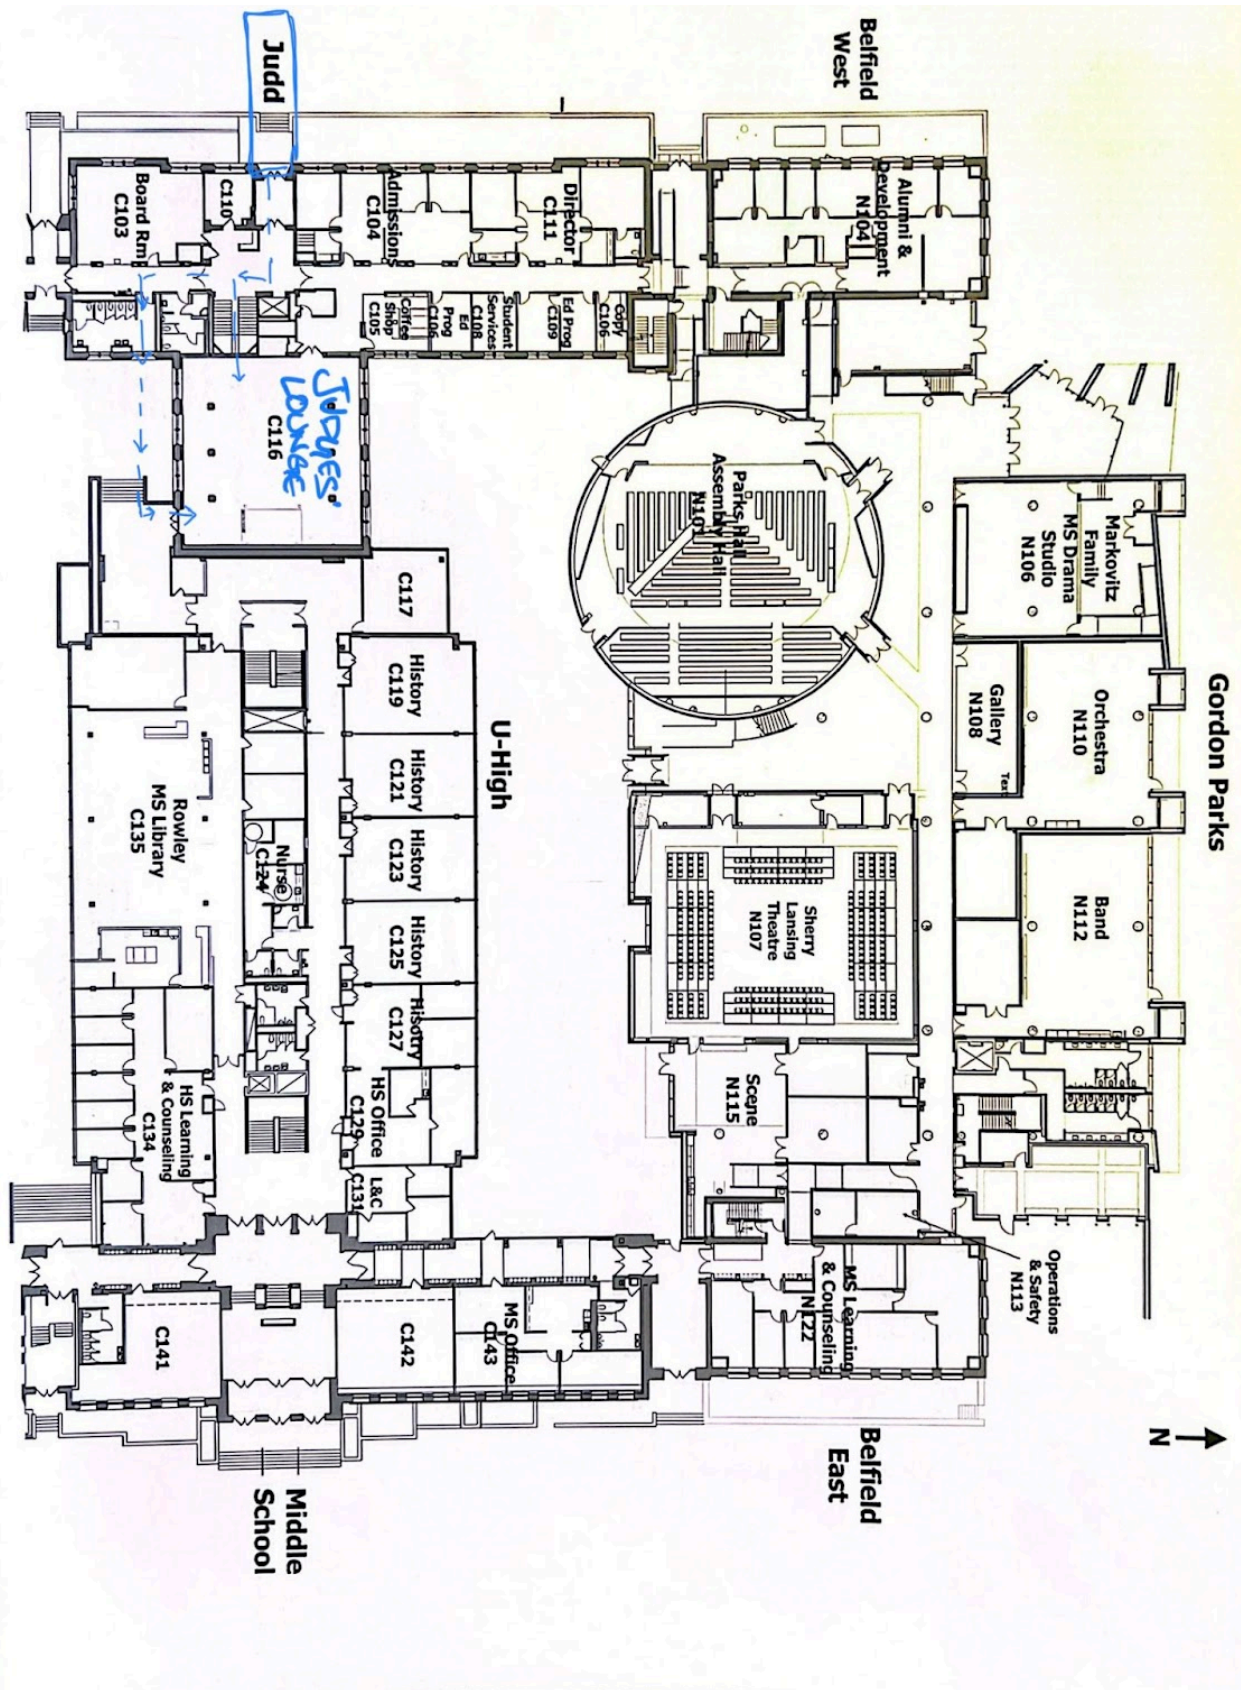 Judd
Belfield
West
Board Rm
C103
C110
Admissions
C104
Director
C111
Alumni &
Development
N104
C105
Coffee
Shop
C106
Prog
Ed
C108
Student
Services
Ed Prog
C109
Copy
C106
JUDGES'
LOUNGE
C116
Parks Hall
Assembly Hall
N101
Markovitz
Family
MS Drama
Studio
N106
C117
History
C119
History
C121
History
C123
History
C125
Hisotry
C127
HS Office
C129
L&C
C131
U-High
Gallery
N108
Text
Orchestra
N110
Gordon Parks
Band
N112
Rowley
MS Library
C135
Nurse
C124
Sherry
Lansing
Theatre
N107
Scene
N115
HS Learning
& Counseling
C134
C141
C142
MS Office
C143
MS Learning
& Counseling
N122
Operations
& Safety
N113
Middle
School
Belfield
East
N